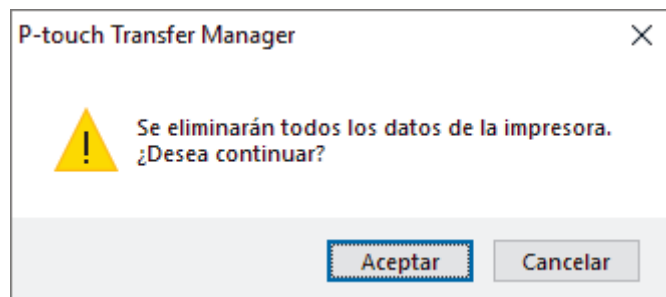 P-touch Transfer Manager
Se eliminarán todos los datos de la impresora.
¿Desea continuar?
Aceptar
Cancelar